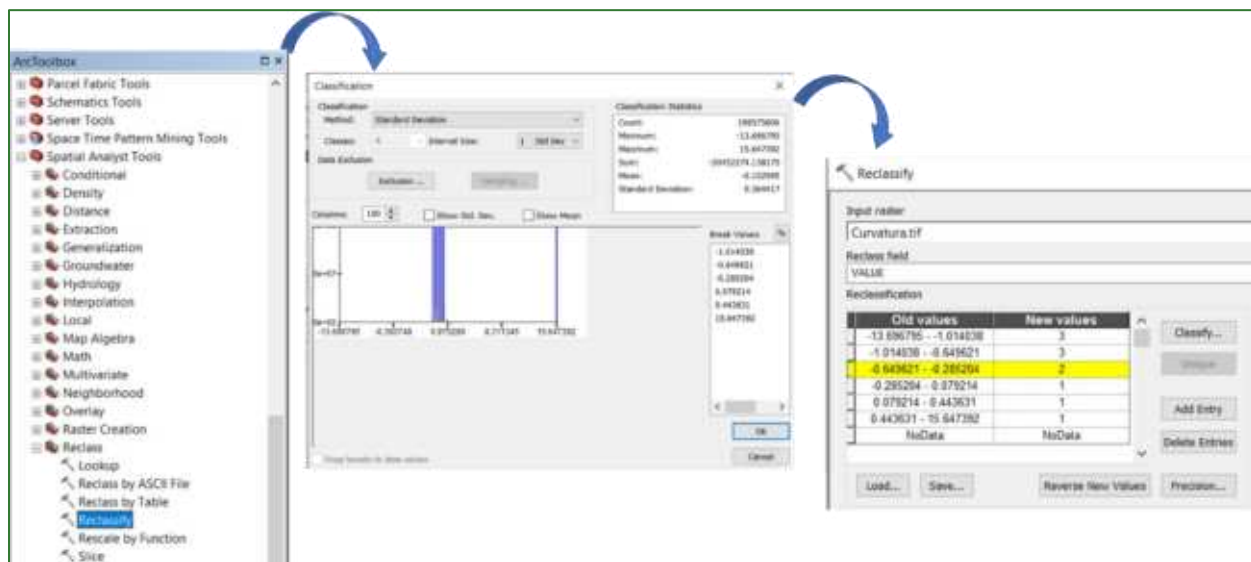 ArcToolbox
Parcel Fabric Tools
Schematics Tools
Server Tools
Space Time Pattern Mining Tools
Spatial Analyst Tools
Conditional
Density
Distance
Extraction
Generalization
Groundwater
Hydrology
Interpolation
Local
Map Algebra
Math
Multivariate
Neighborhood
Overlay
Raster Creation
Reclass
Lookup
Reclass by ASCII File
Reclass by Table
Reclassify
Rescale by Function
Slice
Classification
Classification
Method: Standard Deviation
Classes: Interval Size: 1 Std Dev
Data Exclusion
Exclusion ...
Columns: 100 Show Std. Dev. Show Mean
Classification Statistics
Count:
Minimum: -13.696795
Maximum: 15.647392
Sum:
Mean:
Standard Deviation: 0.364417
Break Values %
-1.014038
-0.649621
-0.285204
0.079214
0.443631
15.647392
OK
Cancel
Reclassify
Input raster
Curvatura.tif
Reclass field
VALUE
Reclassification
Old values New values
-13.696795 - -1.014038 3
-1.014038 - -0.649621 3
-0.649621 - -0.285204 2
-0.285204 - 0.079214 1
0.079214 - 0.443631 1
0.443631 - 15.647392 1
NoData NoData
Classify...
Unique
Add Entry
Delete Entries
Load... Save... Reverse New Values Precision...